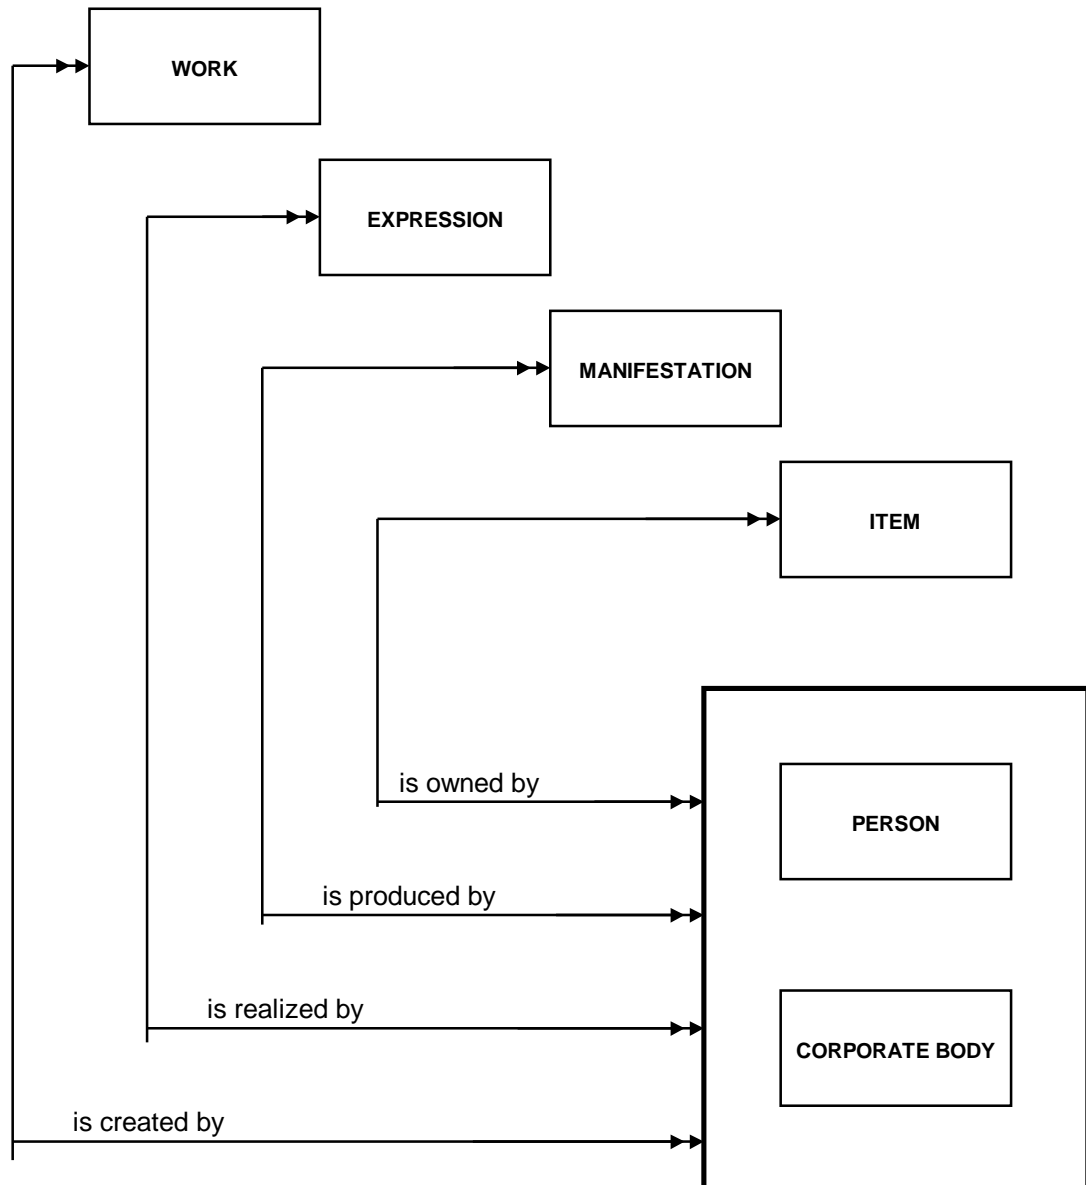 WORK
EXPRESSION
MANIFESTATION
ITEM
is owned by
PERSON
is produced by
is realized by
CORPORATE BODY
is created by